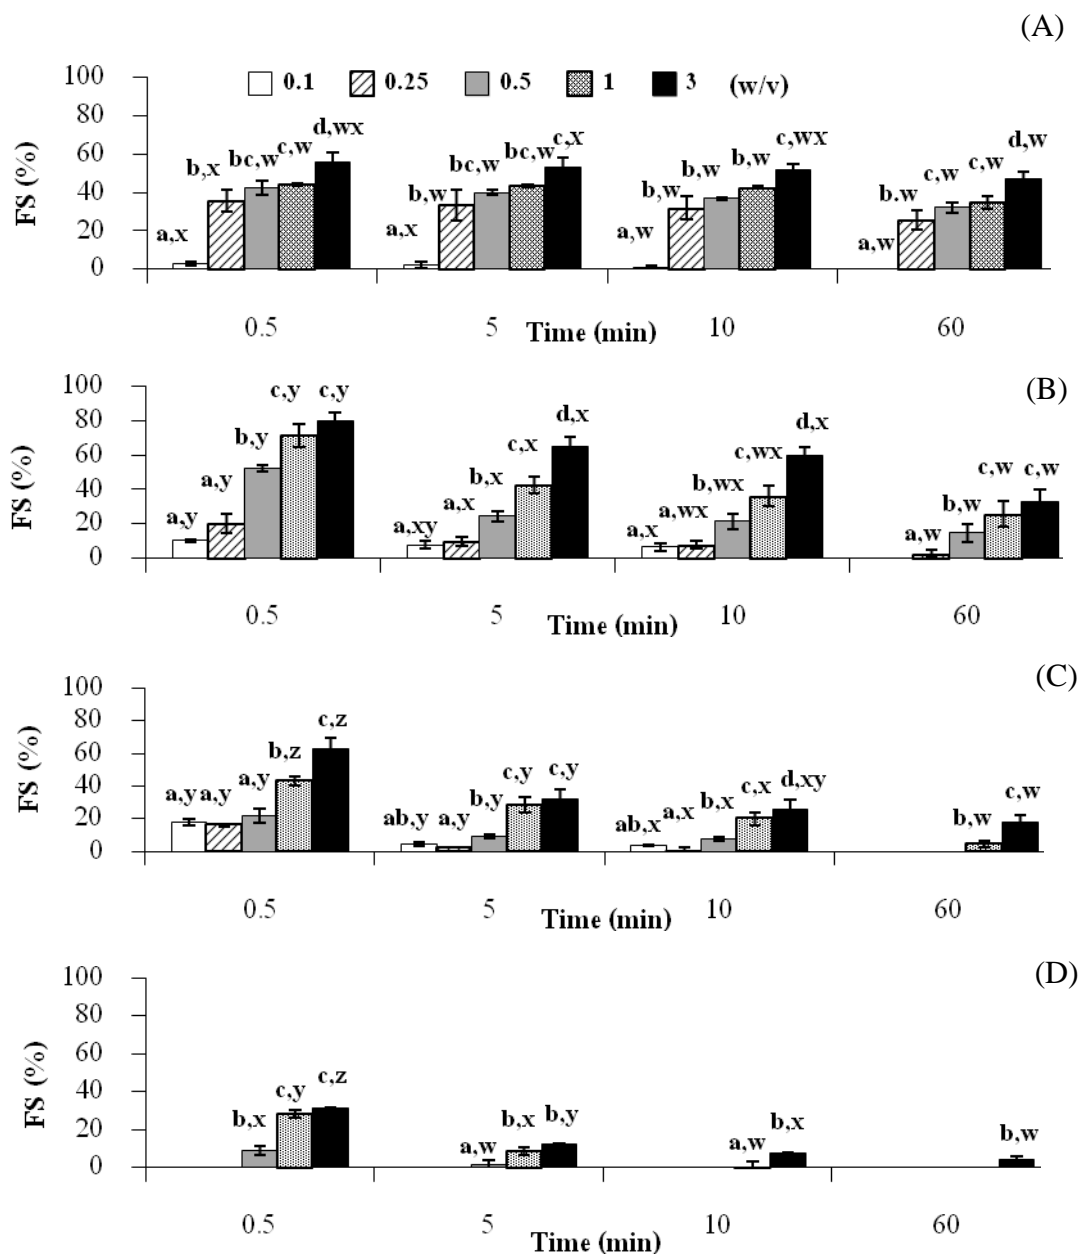 (A)
100
80
60
40
20
0
FS (%)
0.1 0.25 0.5 1 3 (w/v)
a,x b,x bc,w c,w d,wx
a,x b,w bc,w bc,w c,x
a,w b,w b,w b,w c,wx
a,w b.w c,w c,w d,w
0.5 5 10 60
Time (min)
(B)
100
80
60
40
20
0
FS (%)
a,y a,y b,y c,y c,y
a,xy a,x b,x c,x d,x
a,x a,wx b,wx c,wx d,x
a,w b,w c,w c,w
0.5 5 10 60
Time (min)
(C)
100
80
60
40
20
0
FS (%)
a,y a,y a,y b,z c,z
ab,y a,y b,y c,y c,y
ab,x a,x b,x c,x d,xy
b,w c,w
0.5 5 10 60
Time (min)
(D)
100
80
60
40
20
0
FS (%)
b,x c,y c,z
a,w b,x b,y
a,w b,x
b,w
0.5 5 10 60
Time (min)